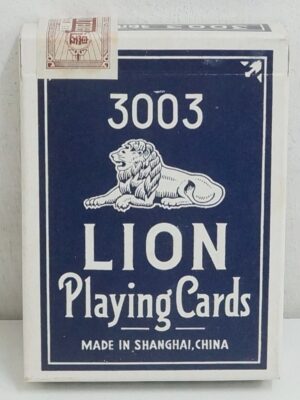 3003
LION
Playing Cards
MADE IN SHANGHAI, CHINA